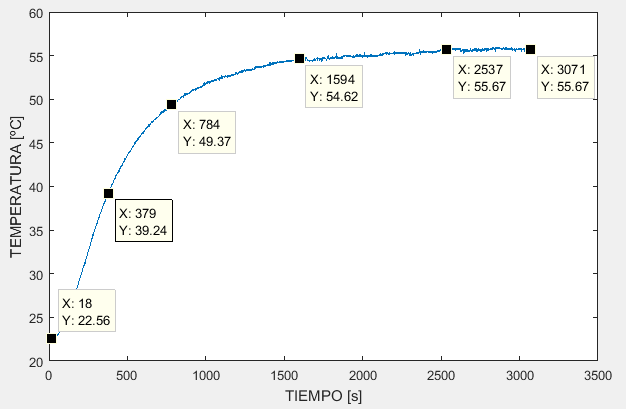 60
55
50
45
40
35
30
25
20
TEMPERATURA [ºC]
X: 18
Y: 22.56
X: 379
Y: 39.24
X: 784
Y: 49.37
X: 1594
Y: 54.62
X: 2537
Y: 55.67
X: 3071
Y: 55.67
0
500
1000
1500
2000
2500
3000
3500
TIEMPO [s]